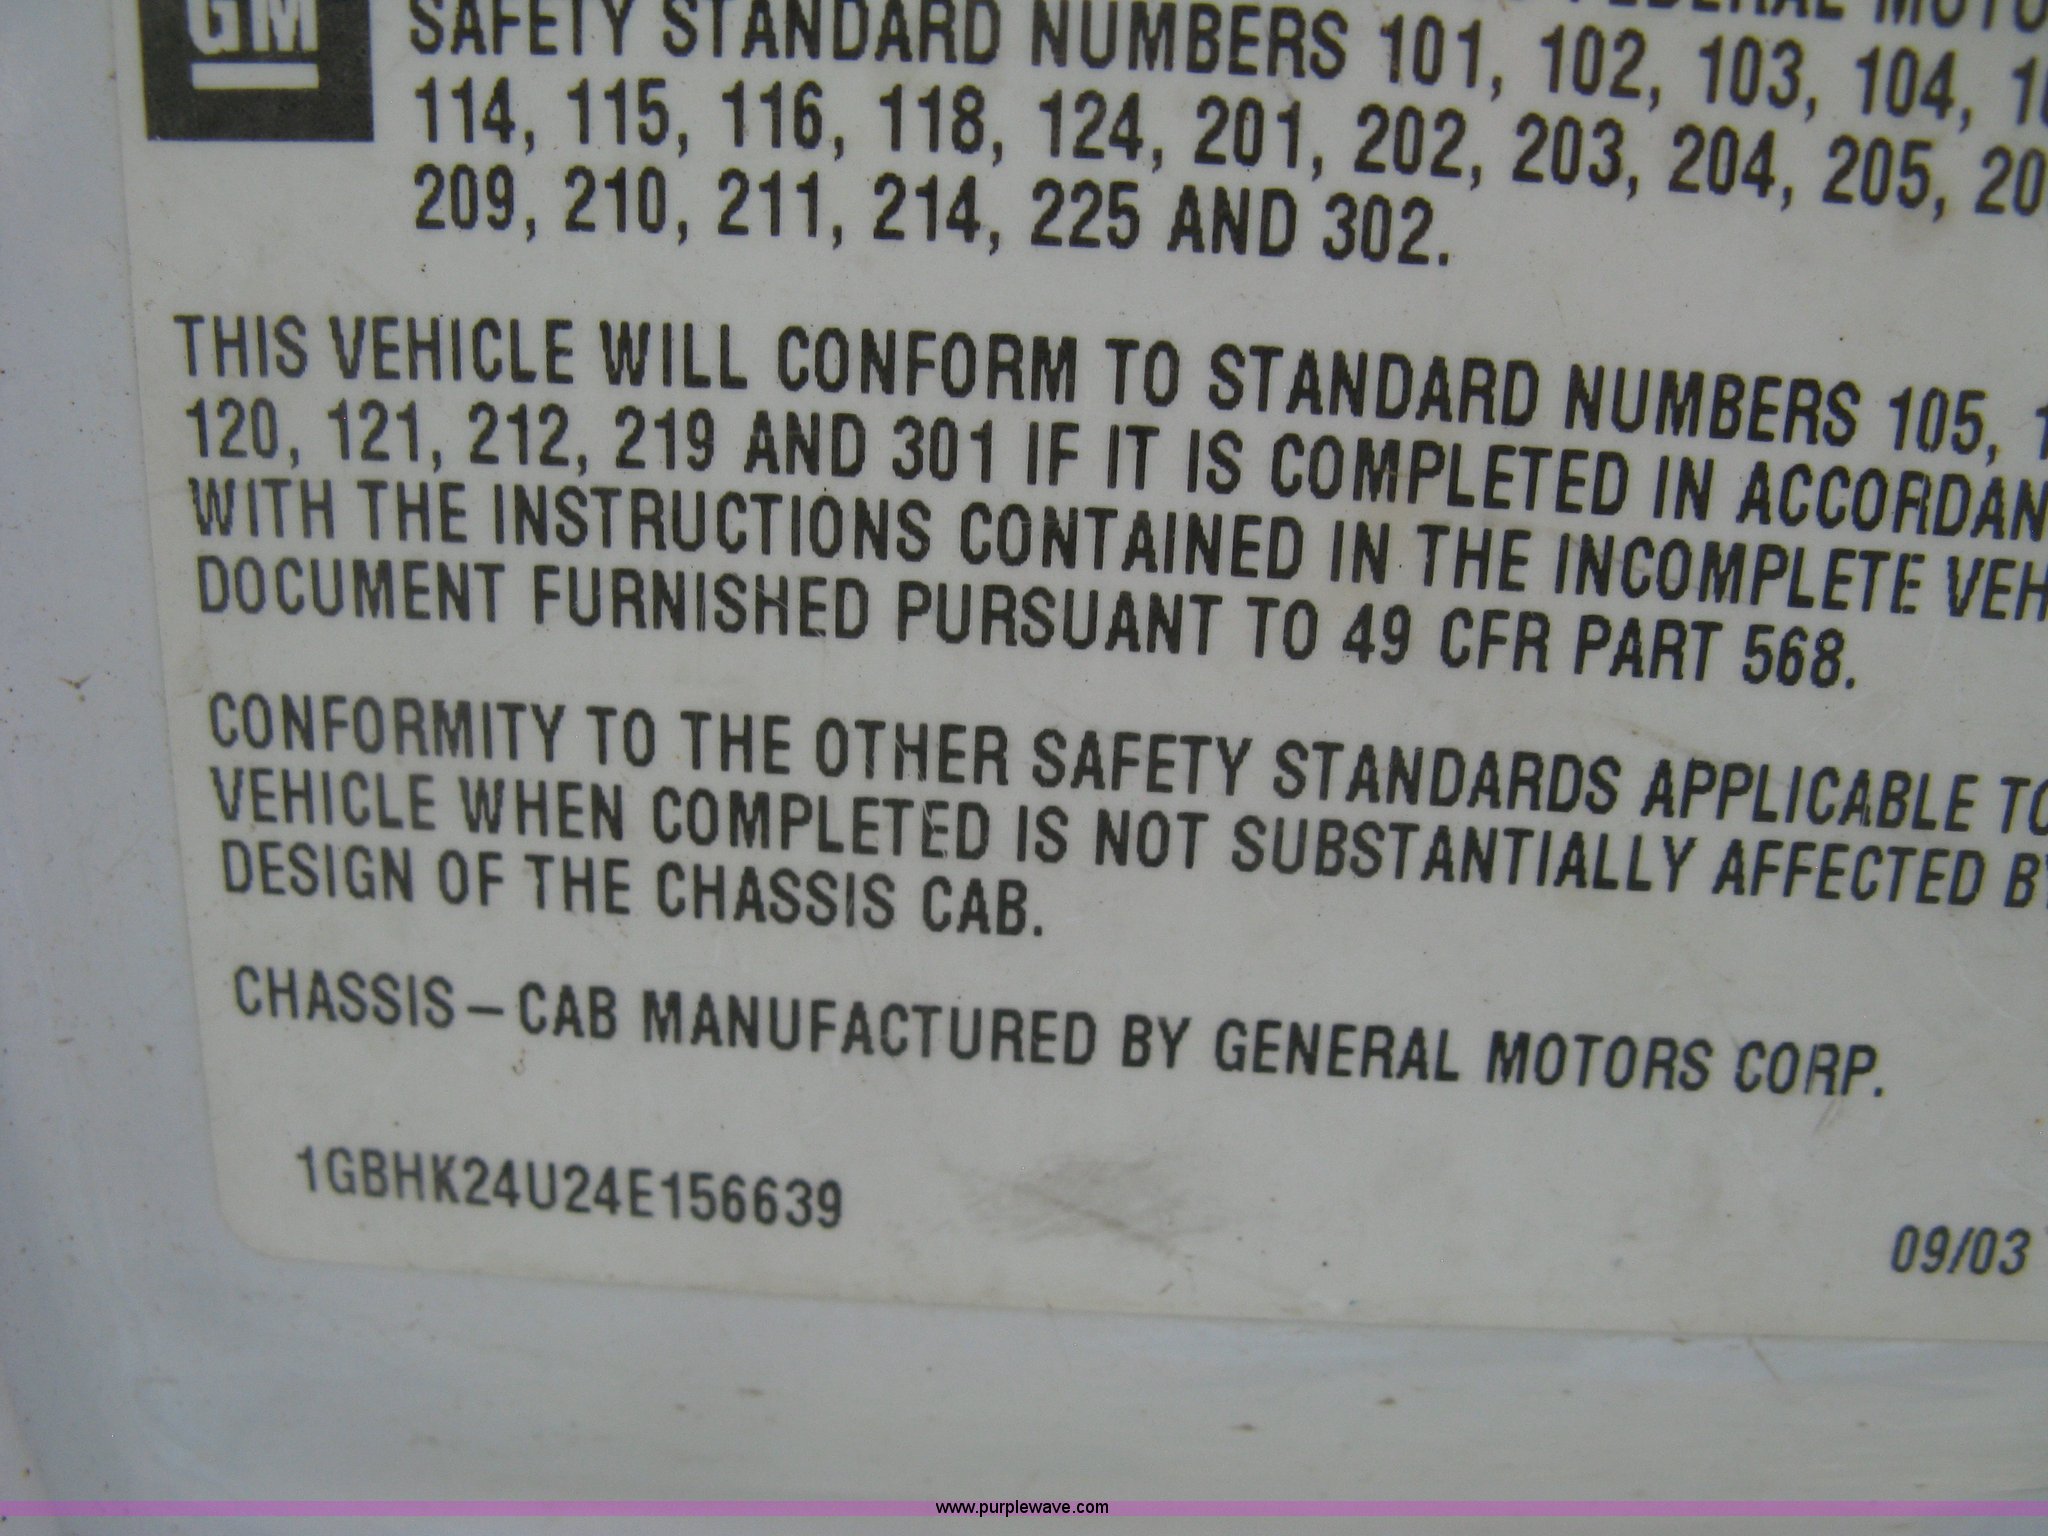 GM
SAFETY STANDARD NUMBERS 101, 102, 103, 104,
114, 115, 116, 118, 124, 201, 202, 203, 204, 205,
209, 210, 211, 214, 225 AND 302.
THIS VEHICLE WILL CONFORM TO STANDARD NUMBERS 105,
120, 121, 212, 219 AND 301 IF IT IS COMPLETED IN ACCORDAN
WITH THE INSTRUCTIONS CONTAINED IN THE INCOMPLETE VEH
DOCUMENT FURNISHED PURSUANT TO 49 CFR PART 568.
CONFORMITY TO THE OTHER SAFETY STANDARDS APPLICABLE TO
VEHICLE WHEN COMPLETED IS NOT SUBSTANTIALLY AFFECTED BY
DESIGN OF THE CHASSIS CAB.
CHASSIS – CAB MANUFACTURED BY GENERAL MOTORS CORP.
1GBHK24U24E156639
09/03
www.purplewave.com